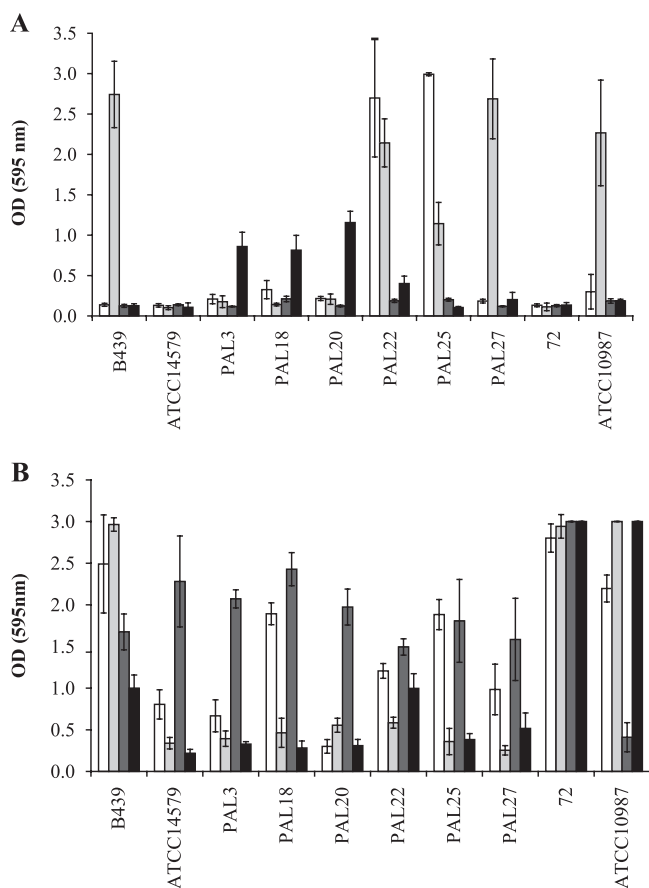 A
OD (595 nm)
3.5
3.0
2.5
2.0
1.5
1.0
0.5
0.0
B439
ATCC14579
PAL3
PAL18
PAL20
PAL22
PAL25
PAL27
72
ATCC10987
B
OD (595nm)
3.5
3.0
2.5
2.0
1.5
1.0
0.5
0.0
B439
ATCC14579
PAL3
PAL18
PAL20
PAL22
PAL25
PAL27
72
ATCC10987